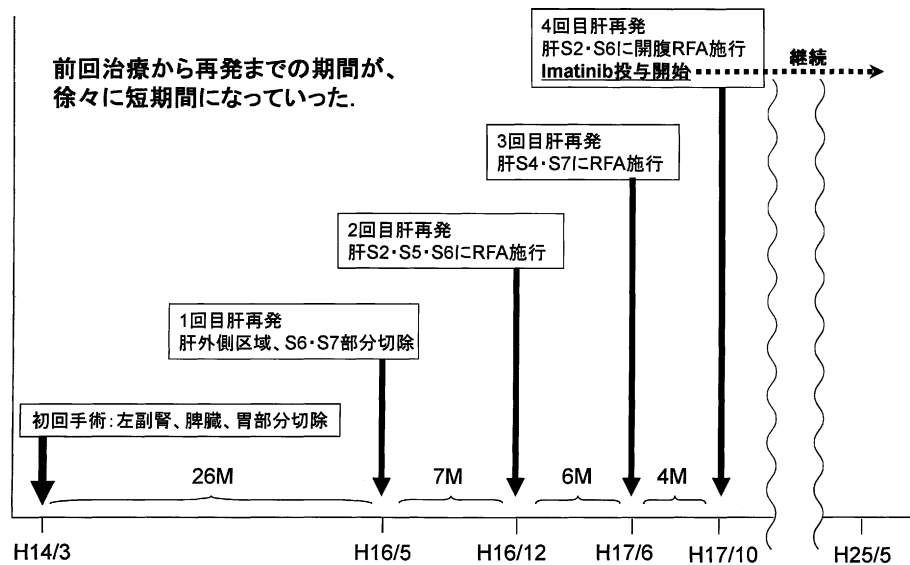 4回目肝再発
肝S2・S6に開腹RFA施行
Imatinib投与開始
継続
前回治療から再発までの期間が、
徐々に短期間になっていった.
3回目肝再発
肝S4・S7にRFA施行
2回目肝再発
肝S2・S5・S6にRFA施行
1回目肝再発
肝外側区域、S6・S7部分切除
初回手術:左副腎、脾臓、胃部分切除
26M
7M
6M
4M
H14/3
H16/5
H16/12
H17/6
H17/10
H25/5